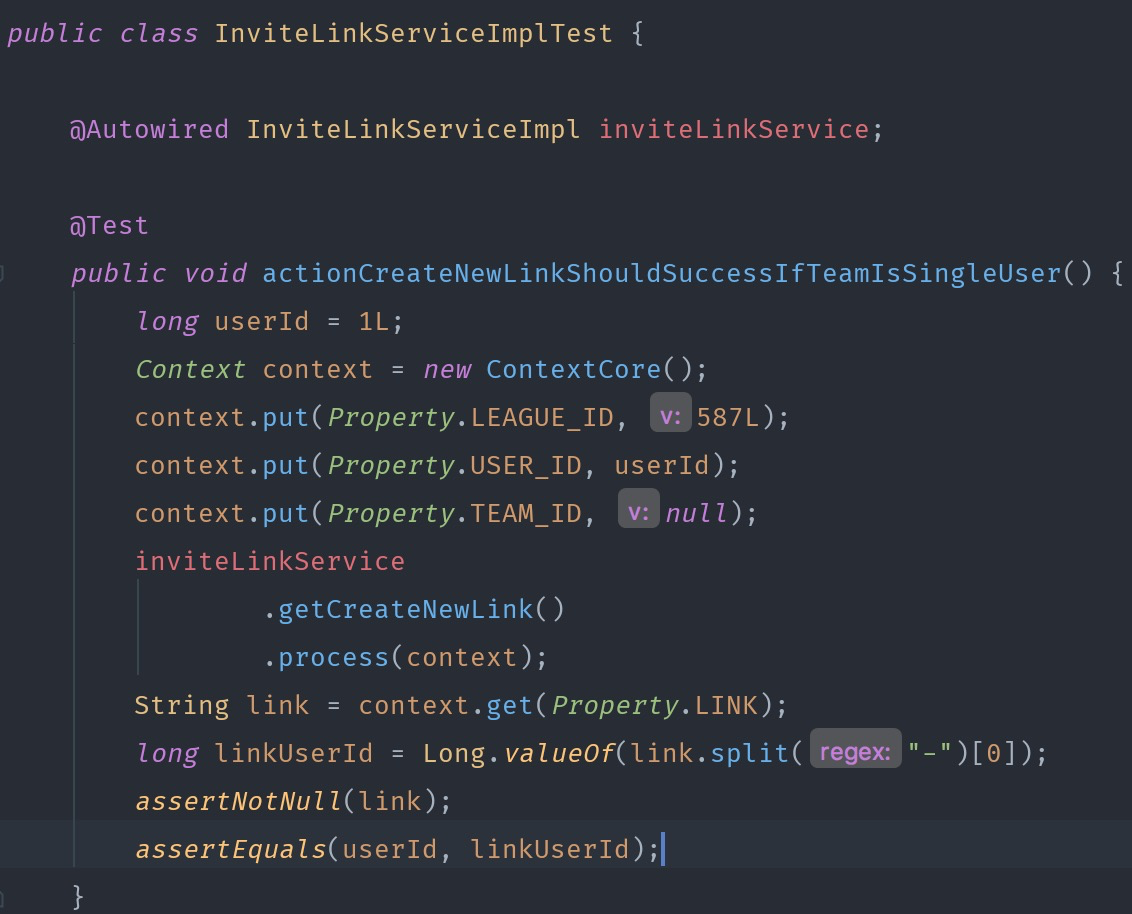 public class InviteLinkServiceImplTest {
@Autowired InviteLinkServiceImpl inviteLinkService;
@Test
public void actionCreateNewLinkShouldSuccessIfTeamIsSingleUser() {
long userId = 1L;
Context context = new ContextCore();
context.put(Property.LEAGUE_ID, v: 587L);
context.put(Property.USER_ID, userId);
context.put(Property.TEAM_ID, v: null);
inviteLinkService
.getCreateNewLink()
.process(context);
String link = context.get(Property.LINK);
long linkUserId = Long.valueOf(link.split( regex: "-")[0]);
assertNotNull(link);
assertEquals(userId, linkUserId);
}